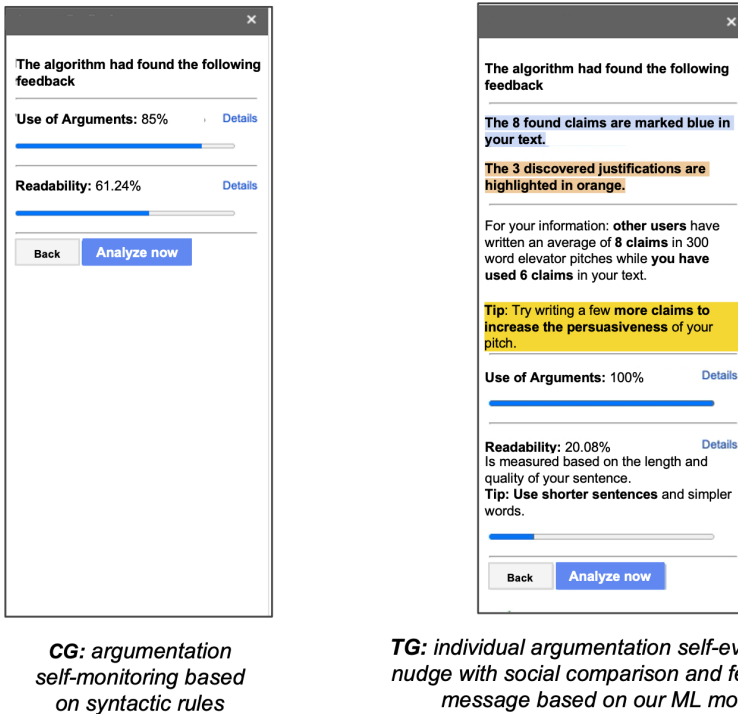 ×
The algorithm had found the following
feedback
Use of Arguments: 85%
Details
Readability: 61.24%
Details
Back
Analyze now
CG: argumentation
self-monitoring based
on syntactic rules
×
The algorithm had found the following
feedback
The 8 found claims are marked blue in
your text.
The 3 discovered justifications are
highlighted in orange.
For your information: other users have
written an average of 8 claims in 300
word elevator pitches while you have
used 6 claims in your text.
Tip: Try writing a few more claims to
increase the persuasiveness of your
pitch.
Use of Arguments: 100%
Details
Readability: 20.08%
Details
Is measured based on the length and
quality of your sentence.
Tip: Use shorter sentences and simpler
words.
Back
Analyze now
TG: individual argumentation
nudge with social comparison and
message based on our ML